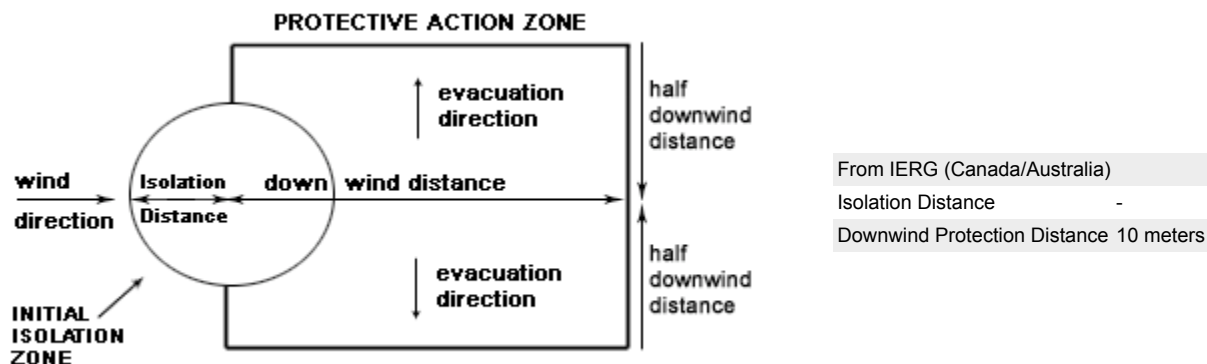 PROTECTIVE ACTION ZONE
evacuation
direction
half
downwind
distance
wind
direction
Isolation
Distance
down wind distance
evacuation
direction
half
downwind
distance
INITIAL
ISOLATION
ZONE
From IERG (Canada/Australia)
Isolation Distance -
Downwind Protection Distance 10 meters